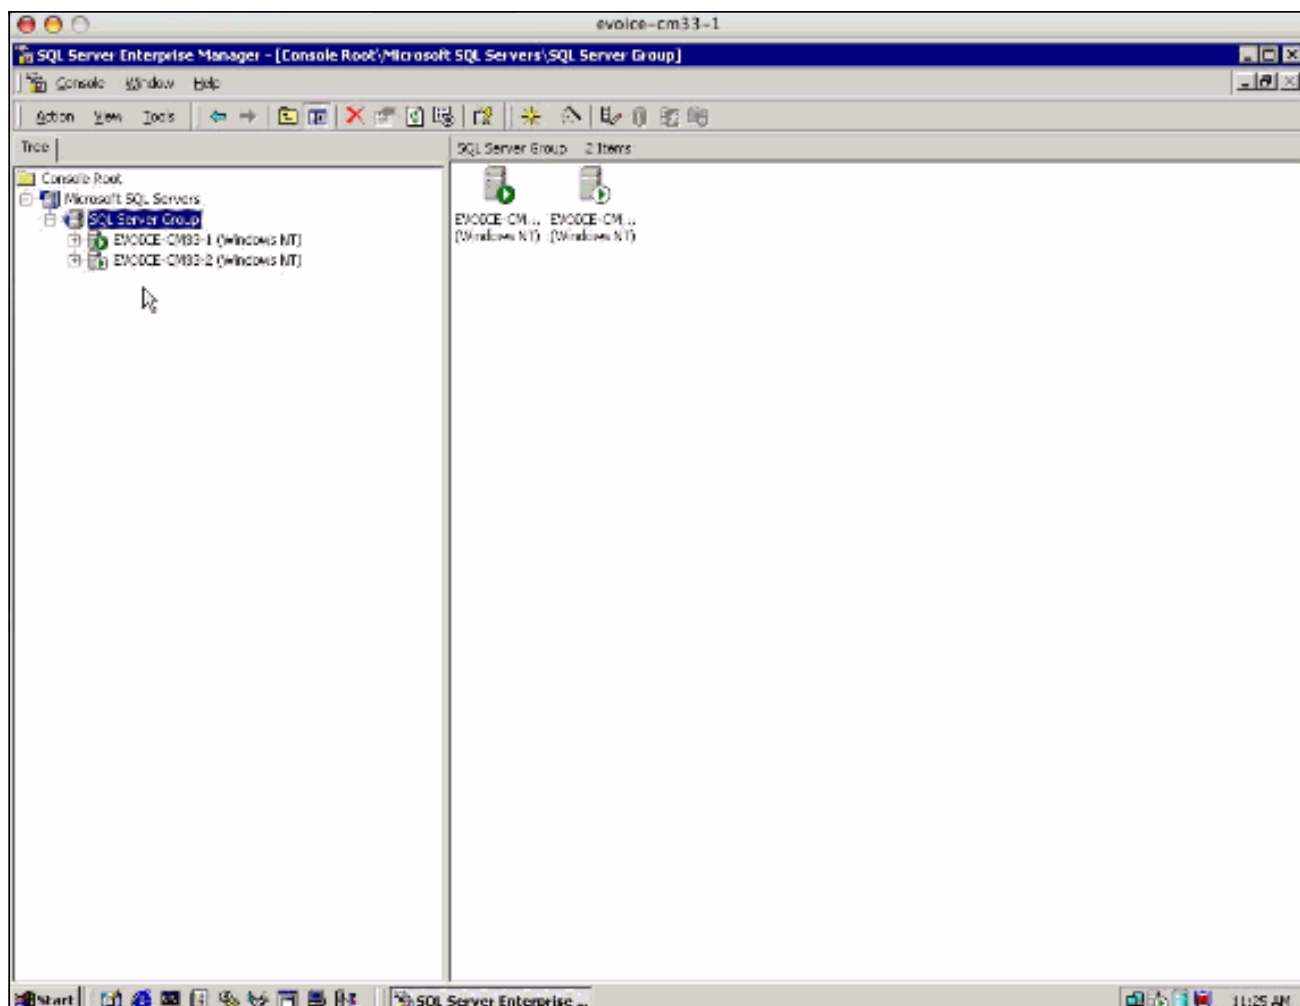 evoice-cm33-1
SQL Server Enterprise Manager - [Console Root\Microsoft SQL Servers\SQL Server Group]
Console Window Help
Action View Tools
Tree
SQL Server Group 2 Items
Console Root
Microsoft SQL Servers
SQL Server Group
EVOICE-CM33-1 (Windows NT)
EVOICE-CM33-2 (Windows NT)
EVOICE-CM... EVOICE-CM...
(Windows NT) (Windows NT)
Start SQL Server Enterprise ... 11:25 AM